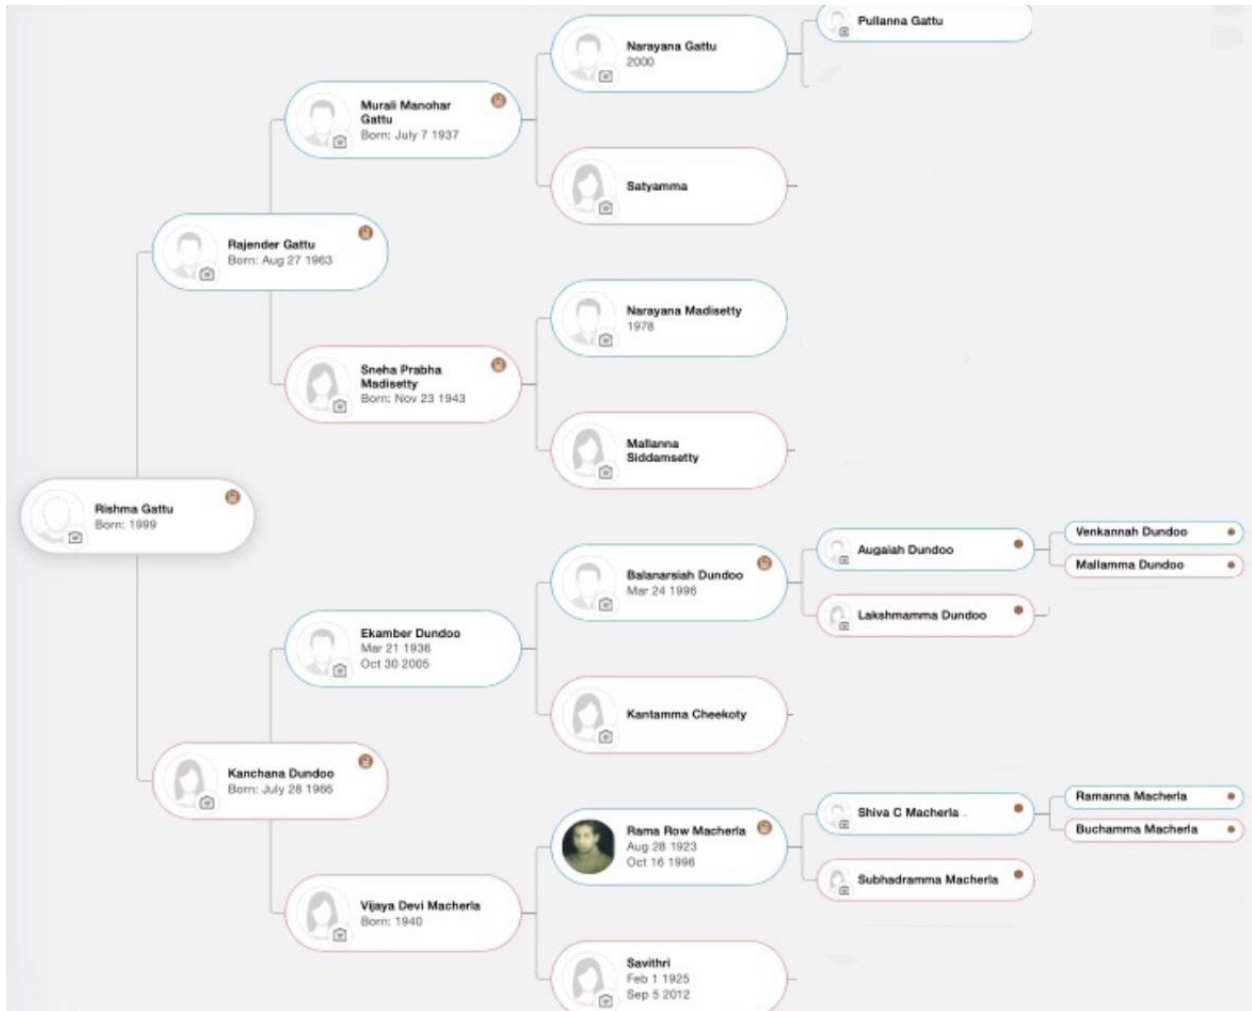 Pullanna Gattu
Narayana Gattu
2000
Murali Manohar
Gattu
Born: July 7 1937
Satyamma
Rajender Gattu
Born: Aug 27 1963
Narayana Madisetty
1978
Sneha Prabha
Madisetty
Born: Nov 23 1943
Mallanna
Siddamsetty
Rishma Gattu
Born: 1999
Venkannah Dundoo
Augaiah Dundoo
Mallamma Dundoo
Balanarsiah Dundoo
Mar 24 1996
Lakshmamma Dundoo
Ekamber Dundoo
Mar 21 1936
Oct 30 2005
Kantamma Cheekoty
Kanchana Dundoo
Born: July 28 1966
Ramanna Macherla
Shiva C Macherla
Buchamma Macherla
Rama Row Macherla
Aug 28 1923
Oct 16 1996
Subhadramma Macherla
Vijaya Devi Macherla
Born: 1940
Savithri
Feb 1 1925
Sep 5 2012